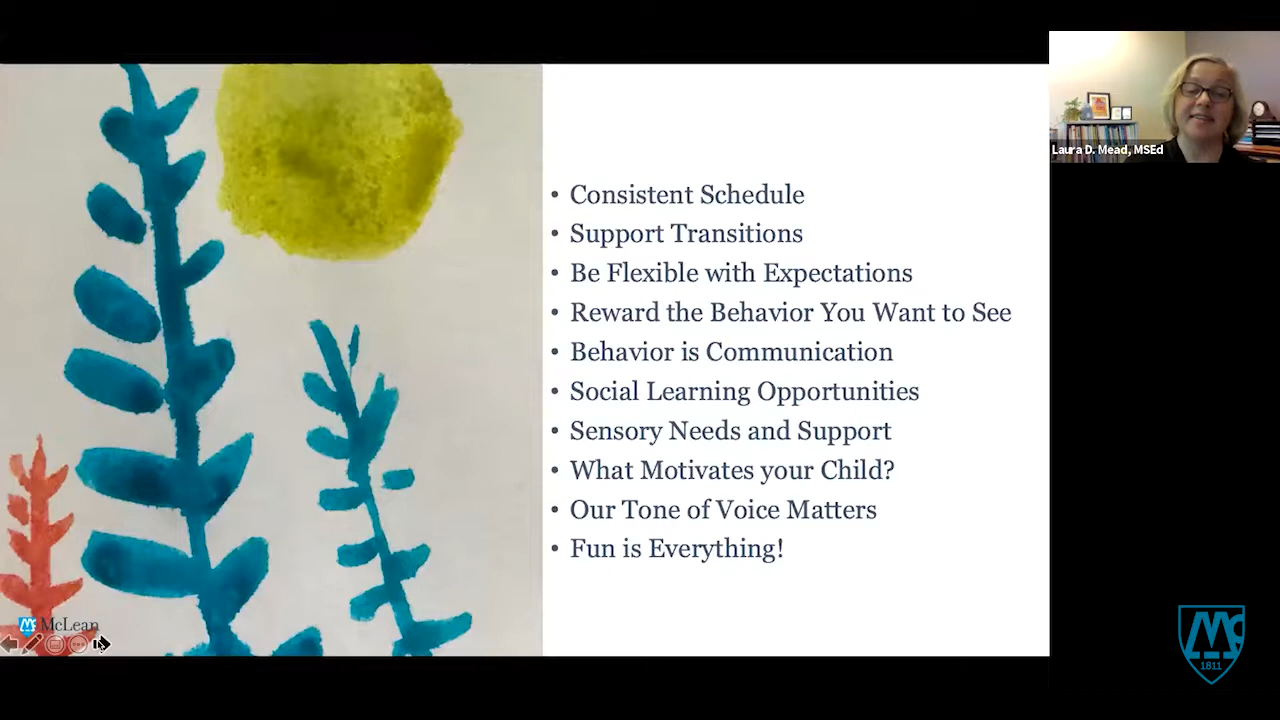 Laura D. Mead, MSEd
• Consistent Schedule
• Support Transitions
• Be Flexible with Expectations
• Reward the Behavior You Want to See
• Behavior is Communication
• Social Learning Opportunities
• Sensory Needs and Support
• What Motivates your Child?
• Our Tone of Voice Matters
• Fun is Everything!
McLean
1811